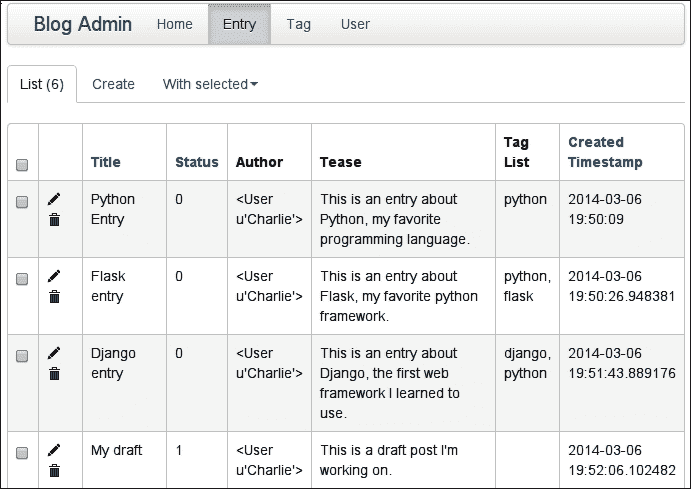 Blog Admin Home Entry Tag User
List (6) Create With selected
Title Status Author Tease Tag List Created Timestamp
Python Entry 0 <User u'Charlie'> This is an entry about Python, my favorite programming language. python 2014-03-06 19:50:09
Flask entry 0 <User u'Charlie'> This is an entry about Flask, my favorite python framework. python, flask 2014-03-06 19:50:26.948381
Django entry 0 <User u'Charlie'> This is an entry about Django, the first web framework I learned to use. django, python 2014-03-06 19:51:43.889176
My draft 1 <User u'Charlie'> This is a draft post I'm working on. 2014-03-06 19:52:06.102482